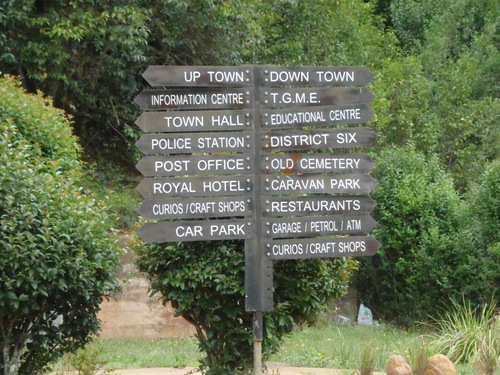 UP TOWN
INFORMATION CENTRE
TOWN HALL
POLICE STATION
POST OFFICE
ROYAL HOTEL
CURIOS/CRAFT SHOPS
CAR PARK
DOWN TOWN
T.G.M.E.
EDUCATIONAL CENTRE
DISTRICT SIX
OLD CEMETERY
CARAVAN PARK
RESTAURANTS
GARAGE / PETROL / ATM
CURIOS/CRAFT SHOPS